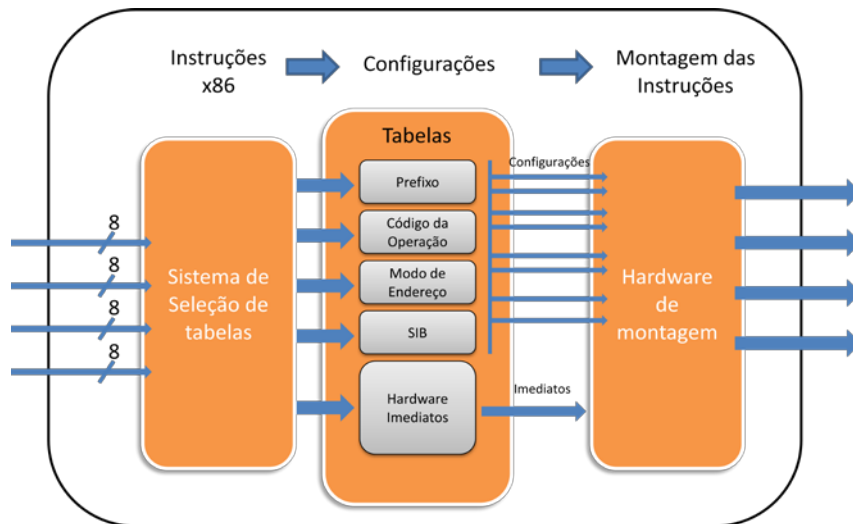 Instruções
x86
Configurações
Montagem das
Instruções
Tabelas
Prefixo
Código da
Operação
Modo de
Endereço
SIB
Hardware
Imediatos
8
8
8
8
Sistema de
Seleção de
tabelas
Configurações
Imediatos
Hardware
de
montagem